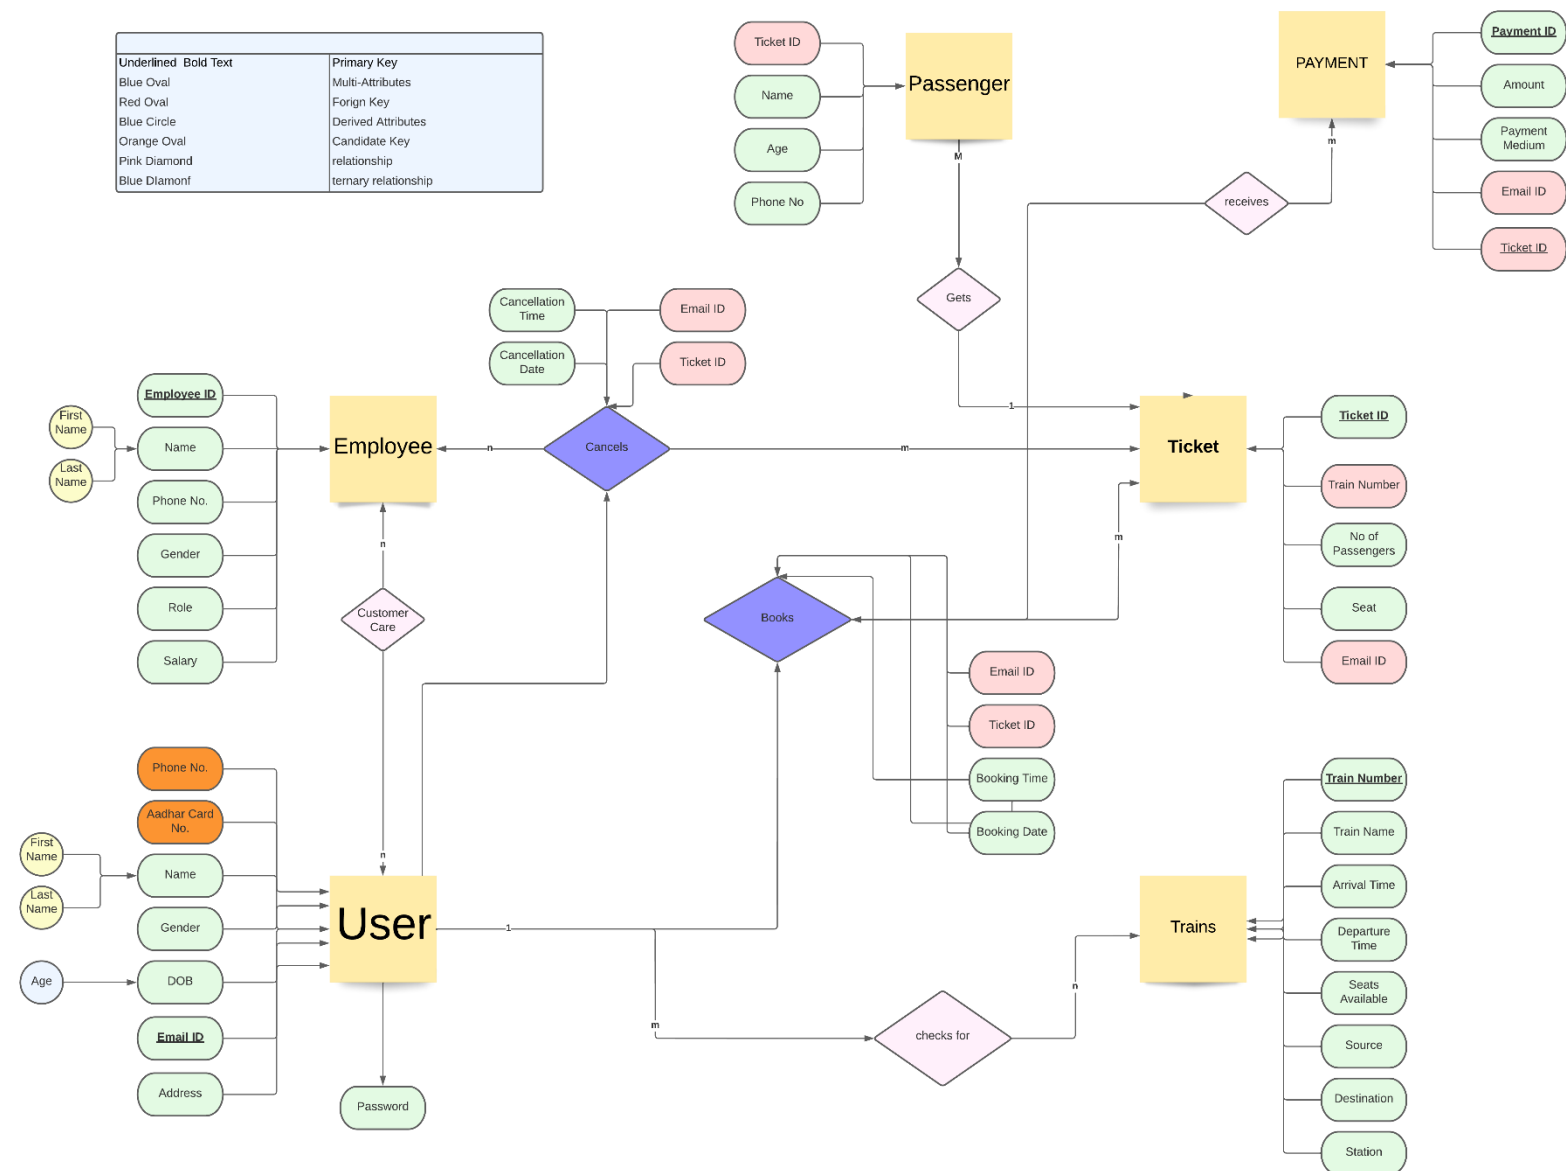 Underlined  Bold Text Primary Key
Blue Oval Multi-Attributes
Red Oval Forign Key
Blue Circle Derived Attributes
Orange Oval Candidate Key
Pink Diamond relationship
Blue DIamonf ternary relationship
Ticket ID
Name
Age
Phone No
Passenger
M
Gets
1
PAYMENT
Payment ID
Amount
Payment
Medium
Email ID
Ticket ID
m
receives
Cancellation
Time
Cancellation
Date
Email ID
Ticket ID
Cancels
n
m
Employee ID
First
Name
Last
Name
Name
Phone No.
Gender
Role
Salary
Employee
n
Customer
Care
n
Ticket
Ticket ID
Train Number
No of
Passengers
Seat
Email ID
m
Books
Email ID
Ticket ID
Booking Time
Booking Date
Phone No.
Aadhar Card
No.
First
Name
Last
Name
Name
Gender
Age
DOB
Email ID
Address
User
Password
1
m
checks for
n
Trains
Train Number
Train Name
Arrival Time
Departure
Time
Seats
Available
Source
Destination
Station